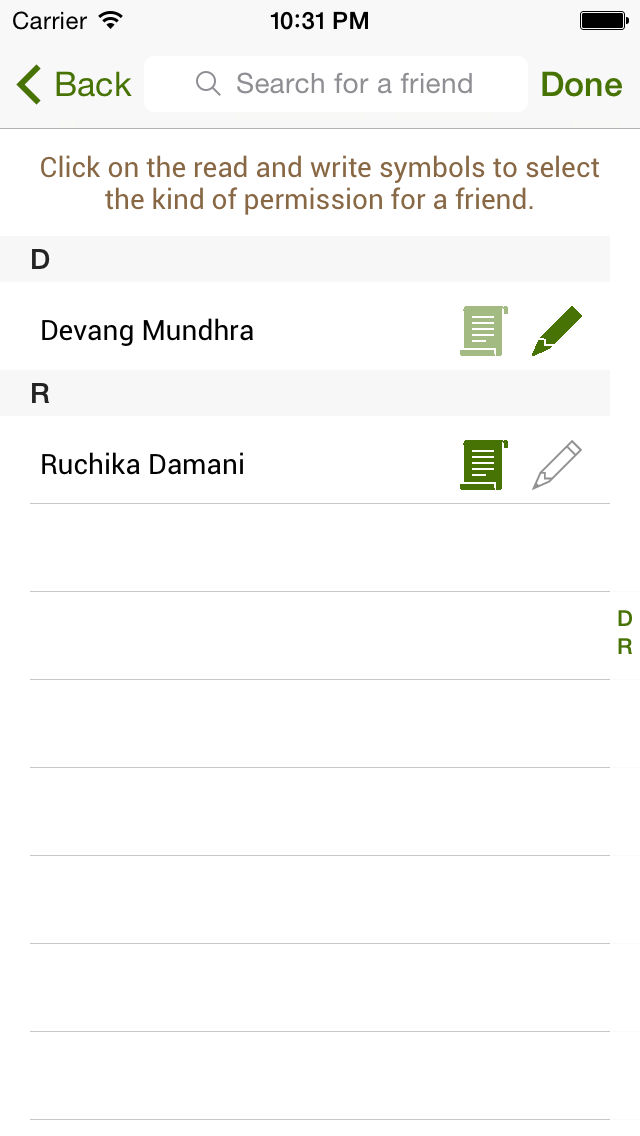 Carrier 10:31 PM
Back Search for a friend Done
Click on the read and write symbols to select
the kind of permission for a friend.
D
Devang Mundhra
R
Ruchika Damani
D
R